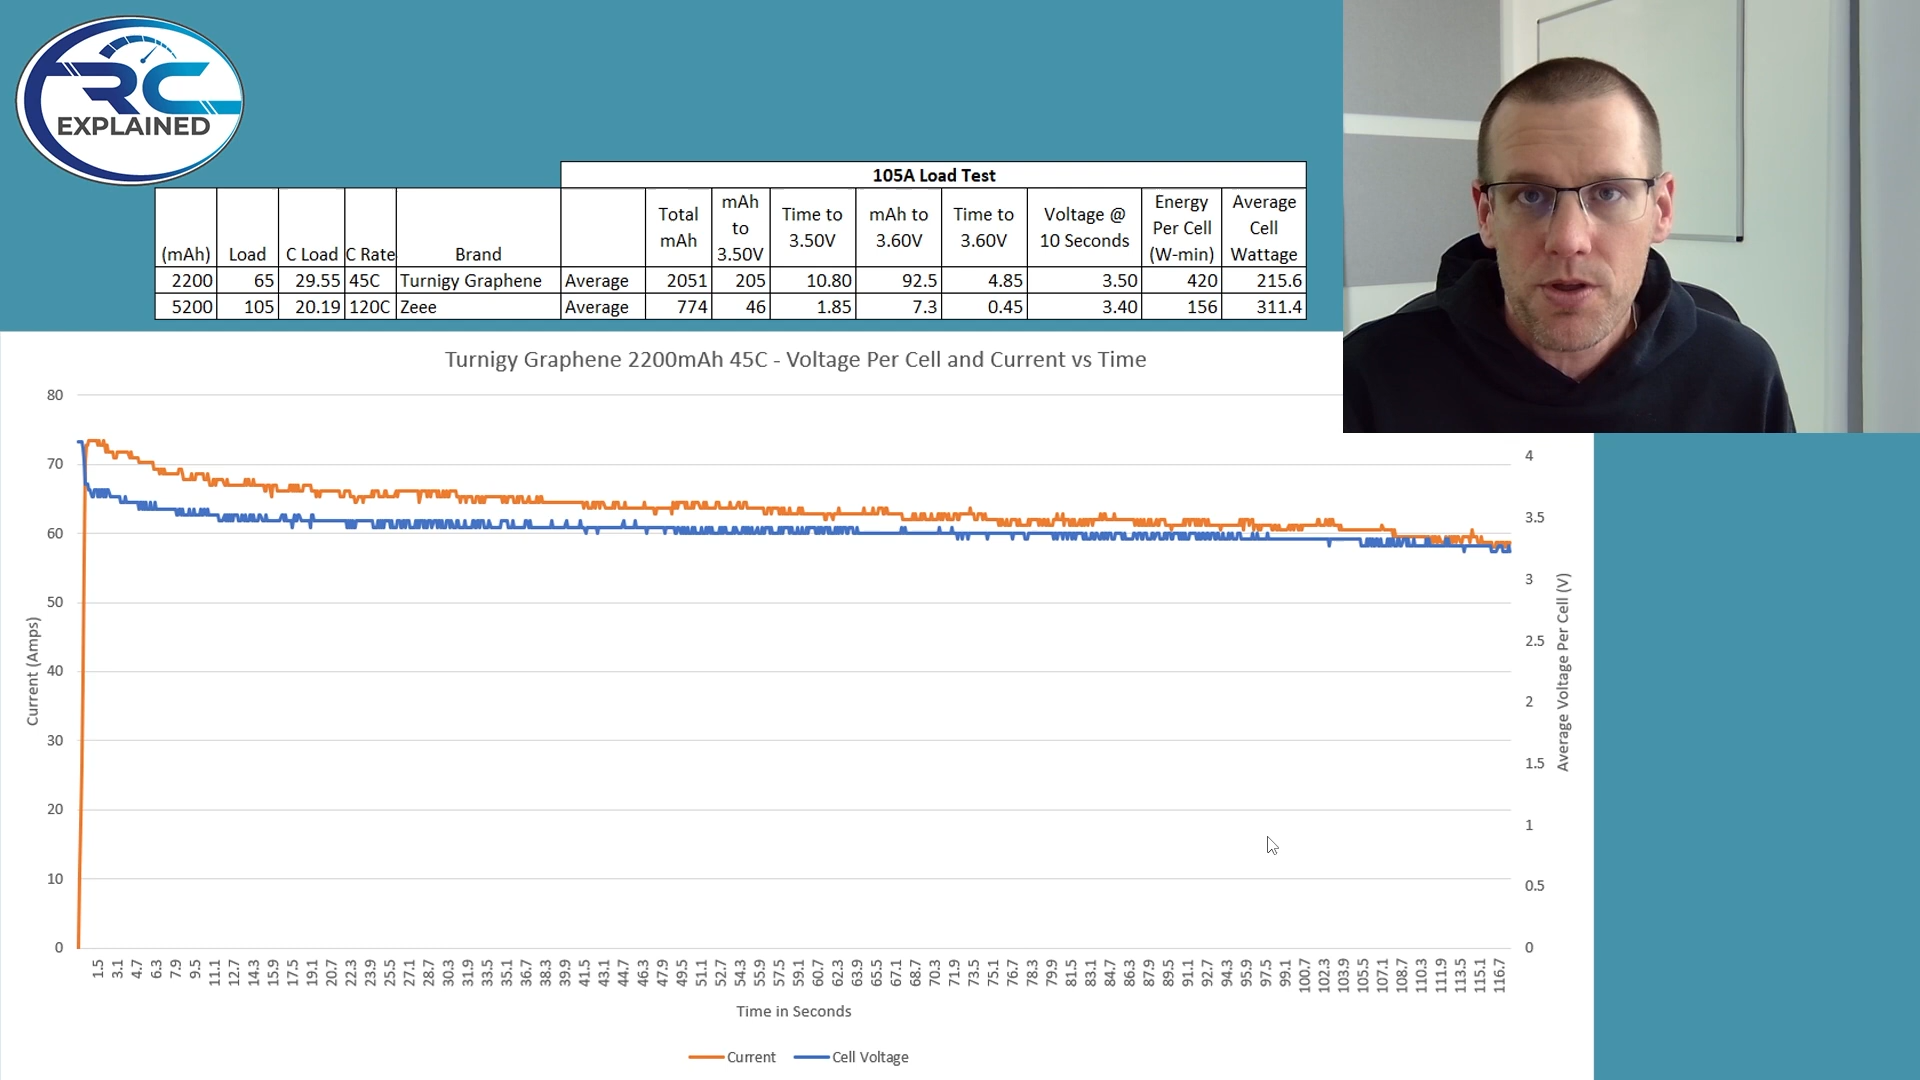 RC
EXPLAINED
105A Load Test
(mAh) Load C Load C Rate Brand Total mAh mAh to 3.50V Time to 3.50V mAh to 3.60V Time to 3.60V Voltage @ 10 Seconds Energy Per Cell (W-min) Average Cell Wattage
2200 65 29.55 45C Turnigy Graphene Average 2051 205 10.80 92.5 4.85 3.50 420 215.6
5200 105 20.19 120C Zeee Average 774 46 1.85 7.3 0.45 3.40 156 311.4
Turnigy Graphene 2200mAh 45C - Voltage Per Cell and Current vs Time
80
70
60
50
40
30
20
10
0
Current (Amps)
4
3.5
3
2.5
2
1.5
1
0.5
0
Average Voltage Per Cell (V)
1.5 3.1 4.7 6.3 7.9 9.5 11.1 12.7 14.3 15.9 17.5 19.1 20.7 22.3 23.9 25.5 27.1 28.7 30.3 31.9 33.5 35.1 36.7 38.3 39.9 41.5 43.1 44.7 46.3 47.9 49.5 51.1 52.7 54.3 55.9 57.5 59.1 60.7 62.3 63.9 65.5 67.1 68.7 70.3 71.9 73.5 75.1 76.7 78.3 79.9 81.5 83.1 84.7 86.3 87.9 89.5 91.1 92.7 94.3 95.9 97.5 99.1 100.7 102.3 103.9 105.5 107.1 108.7 110.3 111.9 113.5 115.1 116.7
Time in Seconds
Current Cell Voltage